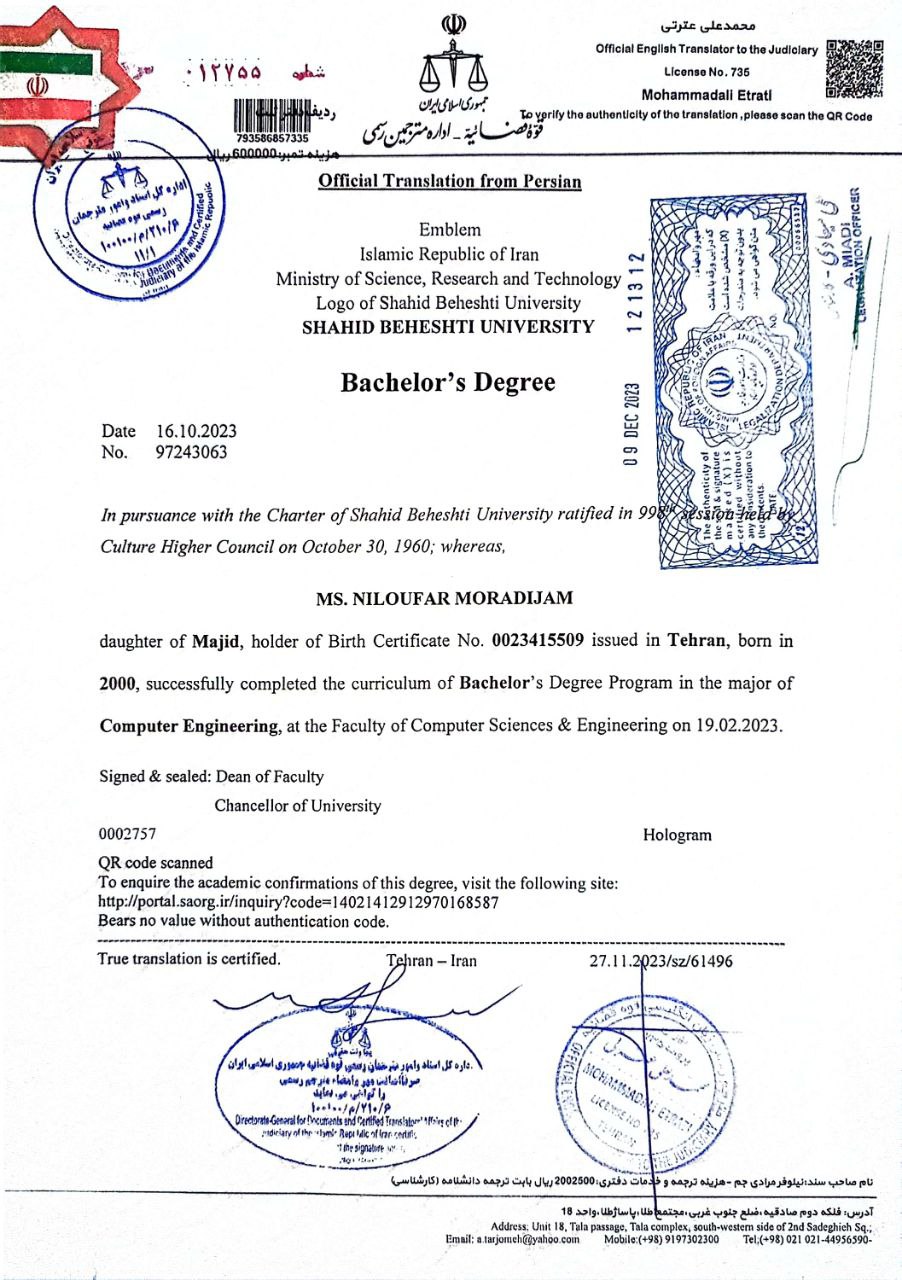 محمدعلی عترتی
Official English Translator to the Judiciary
License No. 735
Mohammadali Etrati
To verify the authenticity of the translation ,please scan the QR Code
شماره ۰۱۲۷۵۵
793586857335
هزینه تمبر: 600000 ریال
جمهوری اسلامی ایران
قوه قضائیه - اداره مترجمین رسمی
اداره کل اسناد و امور مترجمان
رسمی قوه قضائیه
۱۰۰۱۰۰/م/۲۱۰/۶
۱۱/۱
Judiciary of the Islamic Republic
of Iran
Official Translation from Persian
Emblem
Islamic Republic of Iran
Ministry of Science, Research and Technology
Logo of Shahid Beheshti University
SHAHID BEHESHTI UNIVERSITY
Bachelor's Degree
Date 16.10.2023
No. 97243063
121312
09 DEC 2023
ISLAMIC REPUBLIC OF IRAN
MINISTRY OF FOREIGN AFFAIRS
LEGALIZATION DEPARTMENT
NO.
The authenticity of
the seal & signature
marked (X) is
certified without
any consideration to
the contents.
DATE
A. MIADI
LEGALIZATION OFFICER
In pursuance with the Charter of Shahid Beheshti University ratified in 998th session held by
Culture Higher Council on October 30, 1960; whereas,
MS. NILOUFAR MORADIJAM
daughter of Majid, holder of Birth Certificate No. 0023415509 issued in Tehran, born in
2000, successfully completed the curriculum of Bachelor's Degree Program in the major of
Computer Engineering, at the Faculty of Computer Sciences & Engineering on 19.02.2023.
Signed & sealed: Dean of Faculty
Chancellor of University
0002757 Hologram
QR code scanned
To enquire the academic confirmations of this degree, visit the following site:
http://portal.saorg.ir/inquiry?code=14021412912970168587
Bears no value without authentication code.
True translation is certified. Tehran – Iran 27.11.2023/sz/61496
اداره کل اسناد و امور مترجمان رسمی قوه قضائیه جمهوری اسلامی ایران
صرفا اصالت مهر و امضاء مترجم رسمی
را گواهی می نماید
۱۰۰۱۰۰/م/۲۱۰/۶
Directorate-General for Documents and Certified Translators' Affairs of the
Judiciary of the Islamic Republic of Iran
the signature
MOHAMMADALI ETRATI
LICENSE NO 735
TEHRAN
نام صاحب سند: نیلوفر مرادی جم - هزینه ترجمه و خدمات دفتری: 2002500 ریال بابت ترجمه دانشنامه (کارشناسی)
آدرس: فلکه دوم صادقیه، ضلع جنوب غربی، مجتمع طلا، پاساژ طلا، واحد 18
Address: Unit 18, Tala passage, Tala complex, south-western side of 2nd Sadeghieh Sq.;
Email: a.tarjomeh@yahoo.com Mobile:(+98) 9197302300 Tel;(+98) 021 021-44956590-